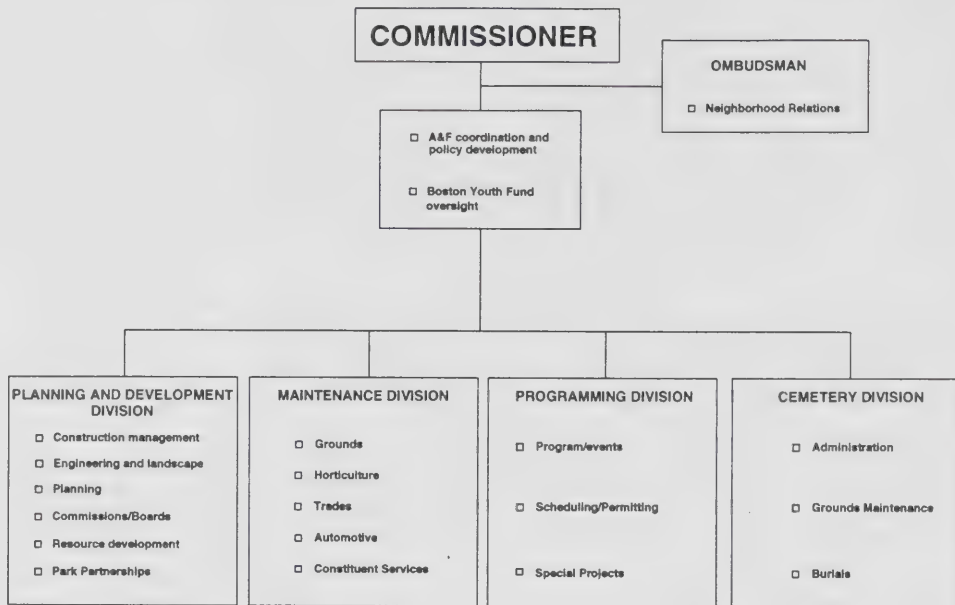 COMMISSIONER
OMBUDSMAN
Neighborhood Relations
A&F coordination and
policy development
Boston Youth Fund
oversight
PLANNING AND DEVELOPMENT
DIVISION
Construction management
Engineering and landscape
Planning
Commissions/Boards
Resource development
Park Partnerships
MAINTENANCE DIVISION
Grounds
Horticulture
Trades
Automotive
Constituent Services
PROGRAMMING DIVISION
Program/events
Scheduling/Permitting
Special Projects
CEMETERY DIVISION
Administration
Grounds Maintenance
Burials